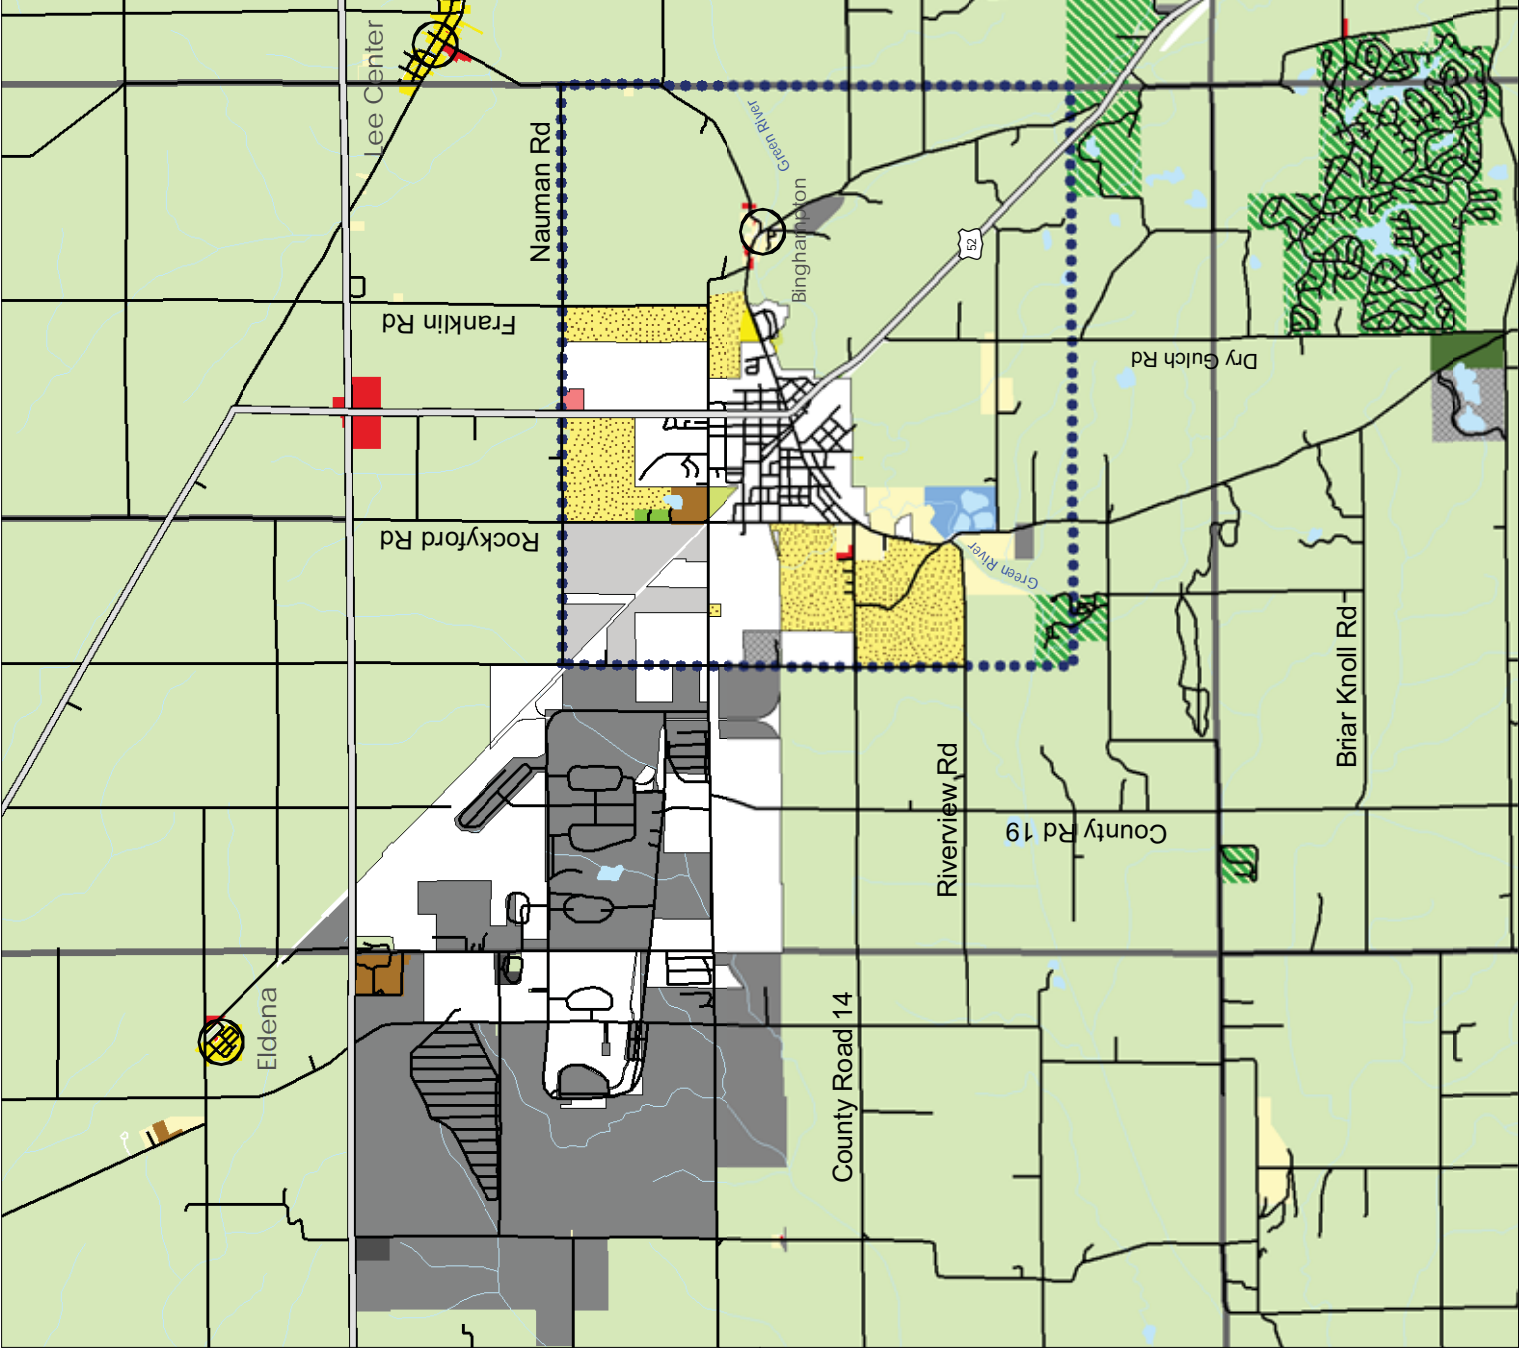 Lee Center
Nauman Rd
Green River
Binghampton
52
Franklin Rd
Dry Gulch Rd
Rockyford Rd
Green River
Briar Knoll Rd
Riverview Rd
County Rd 19
Eldena
County Road 14